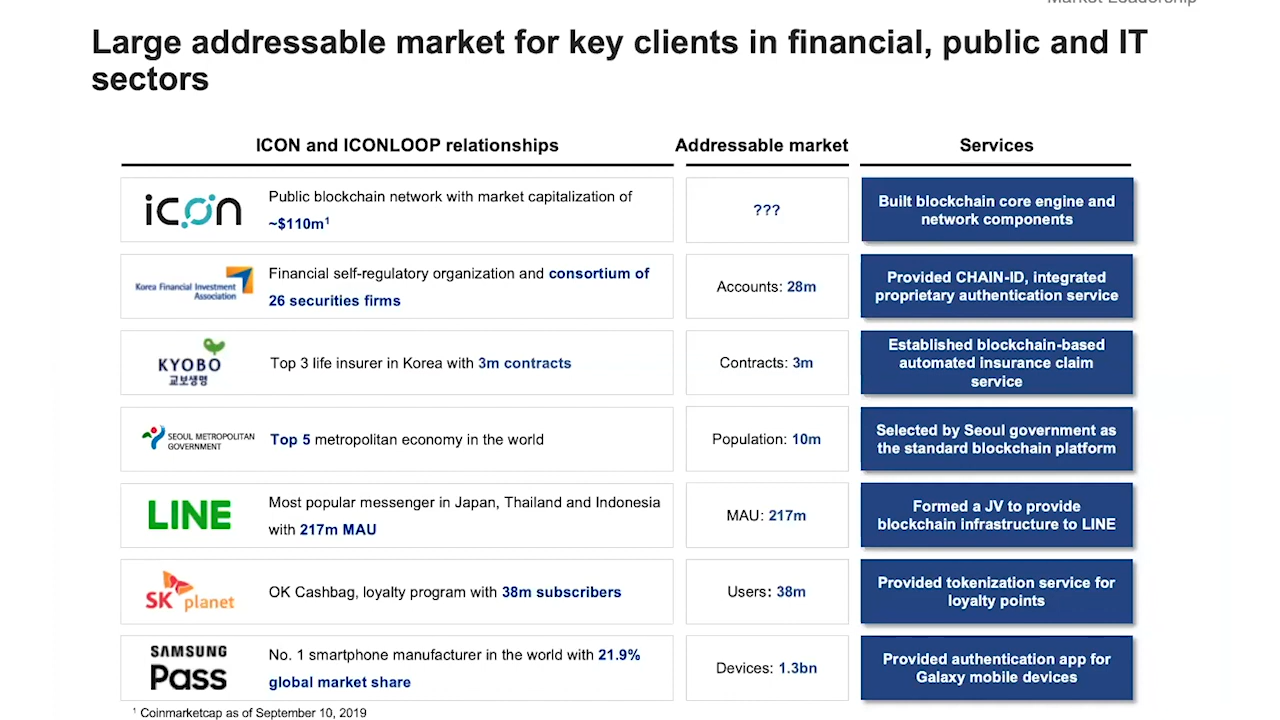 Market Leadership
Large addressable market for key clients in financial, public and IT
sectors
ICON and ICONLOOP relationships
Addressable market
Services
icon
Public blockchain network with market capitalization of
~$110m¹
???
Built blockchain core engine and
network components
Korea Financial Investment
Association
Financial self-regulatory organization and consortium of
26 securities firms
Accounts: 28m
Provided CHAIN-ID, integrated
proprietary authentication service
KYOBO
교보생명
Top 3 life insurer in Korea with 3m contracts
Contracts: 3m
Established blockchain-based
automated insurance claim
service
SEOUL METROPOLITAN
GOVERNMENT
Top 5 metropolitan economy in the world
Population: 10m
Selected by Seoul government as
the standard blockchain platform
LINE
Most popular messenger in Japan, Thailand and Indonesia
with 217m MAU
MAU: 217m
Formed a JV to provide
blockchain infrastructure to LINE
SK planet
OK Cashbag, loyalty program with 38m subscribers
Users: 38m
Provided tokenization service for
loyalty points
SAMSUNG
Pass
No. 1 smartphone manufacturer in the world with 21.9%
global market share
Devices: 1.3bn
Provided authentication app for
Galaxy mobile devices
¹ Coinmarketcap as of September 10, 2019